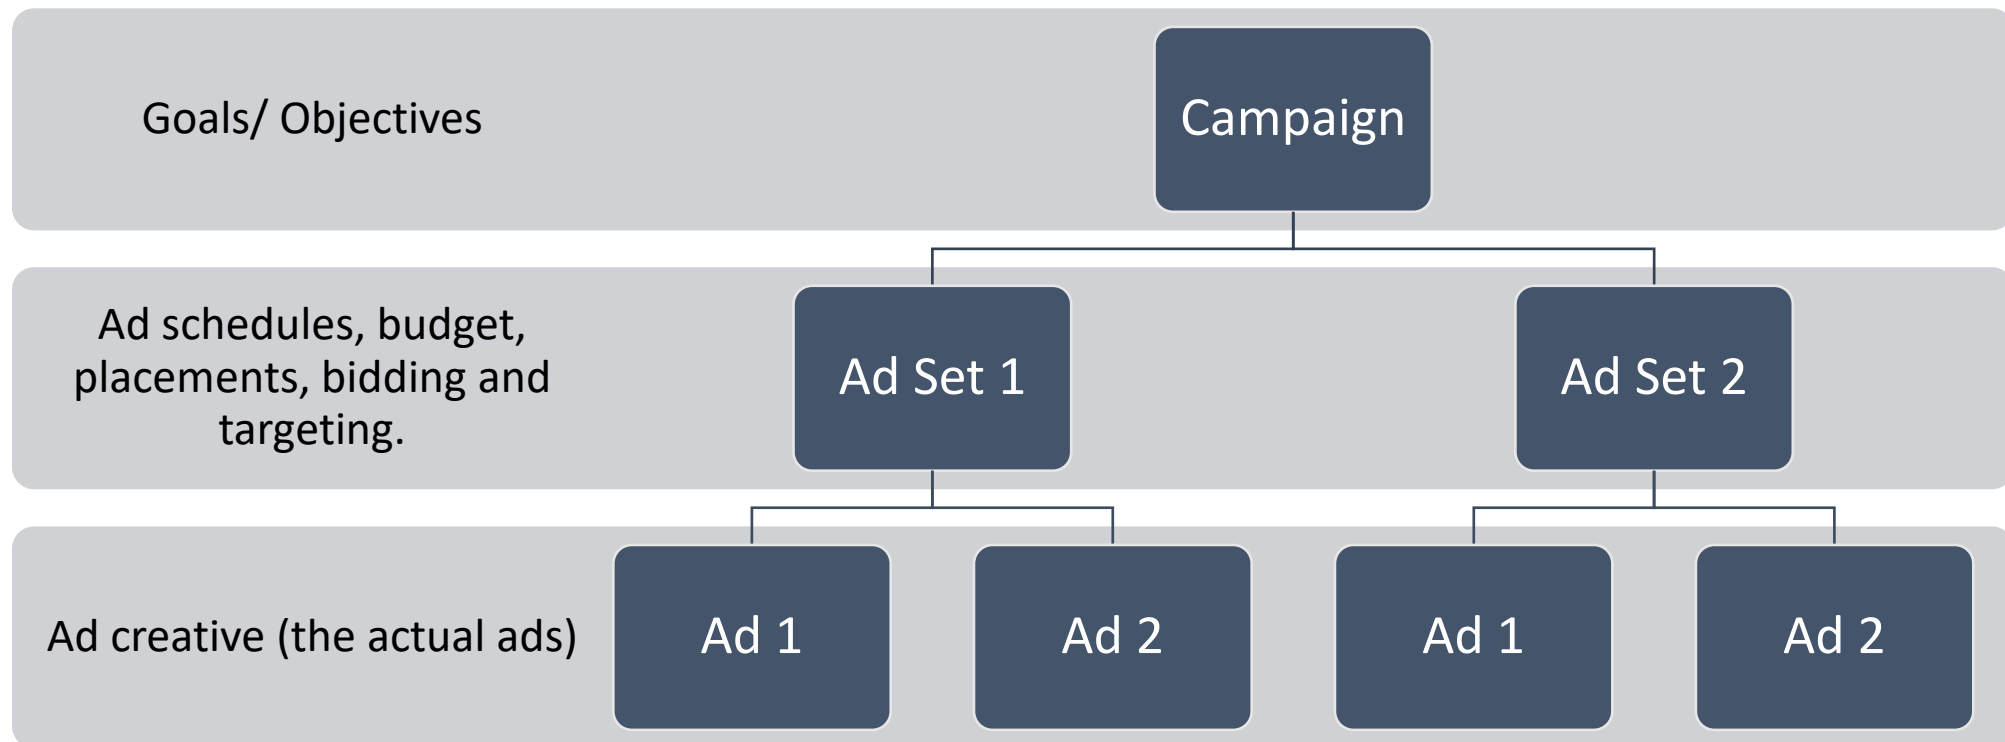 Goals/ Objectives
Campaign
Ad schedules, budget,
placements, bidding and
targeting.
Ad Set 1
Ad Set 2
Ad creative (the actual ads)
Ad 1
Ad 2
Ad 1
Ad 2